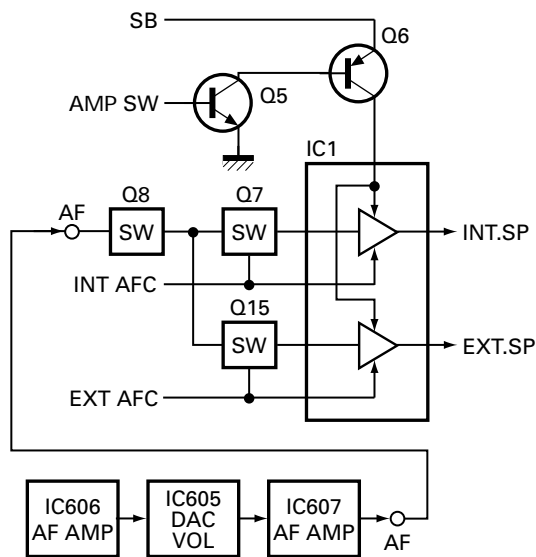 SB
Q6
Q5
AMP SW
IC1
Q8
Q7
AF
SW
SW
INT.SP
INT AFC
Q15
SW
EXT.SP
EXT AFC
IC606
AF AMP
IC605
DAC
VOL
IC607
AF AMP
AF